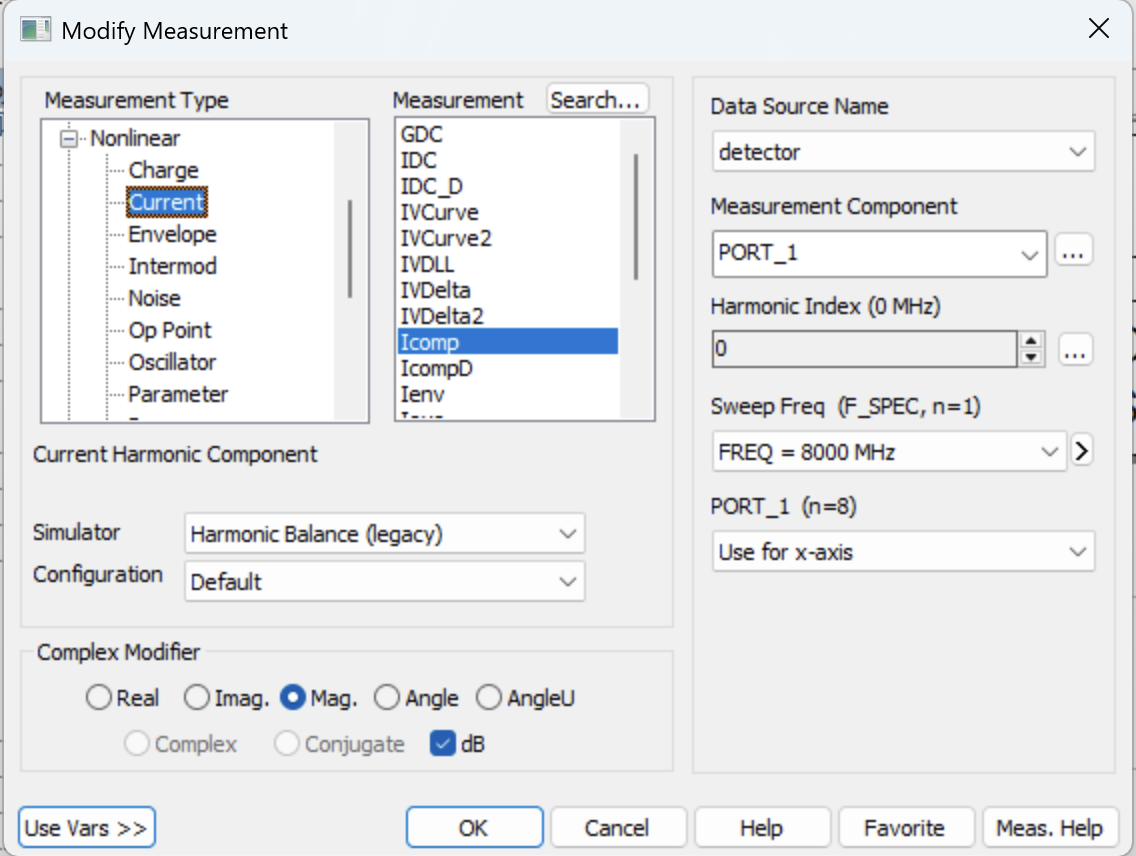 Modify Measurement
Measurement Type
Nonlinear
Charge
Current
Envelope
Intermod
Noise
Op Point
Oscillator
Parameter
Measurement
Search...
GDC
IDC
IDC_D
IVCurve
IVCurve2
IVDLL
IVDelta
IVDelta2
Icomp
IcompD
Ienv
Current Harmonic Component
Simulator
Harmonic Balance (legacy)
Configuration
Default
Complex Modifier
Real Imag. Mag. Angle AngleU
Complex Conjugate dB
Data Source Name
detector
Measurement Component
PORT_1
...
Harmonic Index (0 MHz)
0
...
Sweep Freq (F_SPEC, n=1)
FREQ = 8000 MHz
>
PORT_1 (n=8)
Use for x-axis
Use Vars >> OK Cancel Help Favorite Meas. Help